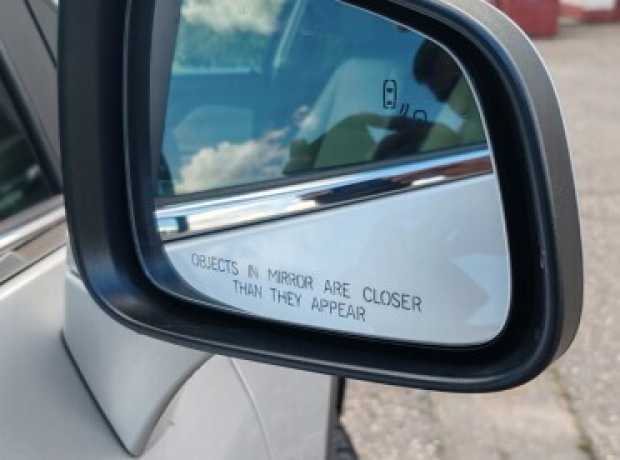 OBJECTS IN MIRROR ARE CLOSER
THAN THEY APPEAR